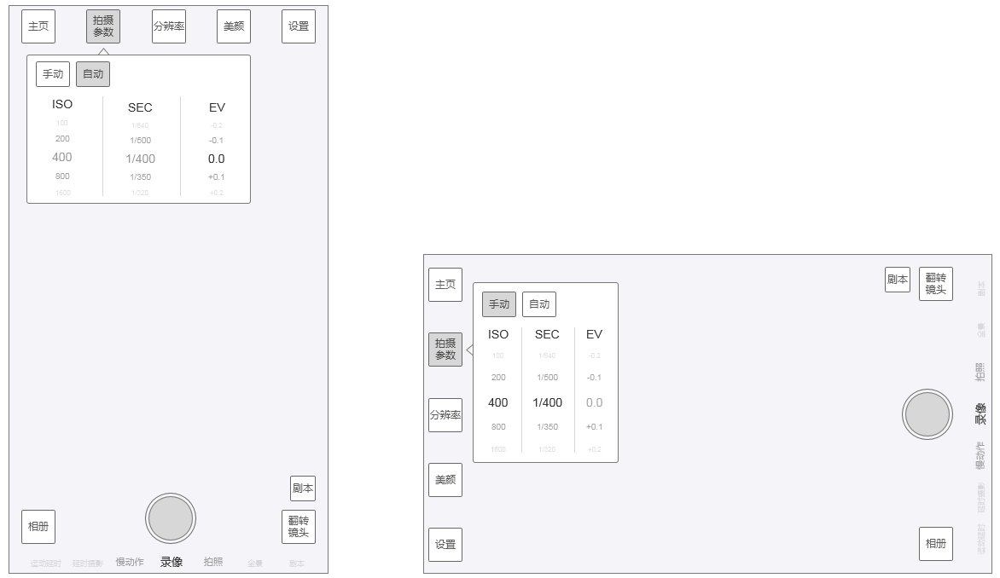 主页
拍摄
参数
分辨率
美颜
设置
手动
自动
ISO
SEC
EV
100
1/640
-0.2
200
1/500
-0.1
400
1/400
0.0
800
1/350
+0.1
1600
1/320
+0.2
剧本
相册
翻转
镜头
运动延时
延时摄影
慢动作
录像
拍照
全景
剧本
主页
拍摄
参数
分辨率
美颜
设置
手动
自动
ISO
SEC
EV
100
1/640
-0.2
200
1/500
-0.1
400
1/400
0.0
800
1/350
+0.1
1600
1/320
+0.2
剧本
翻转
镜头
剧本
全景
拍照
录像
慢动作
延时摄影
运动延时
相册